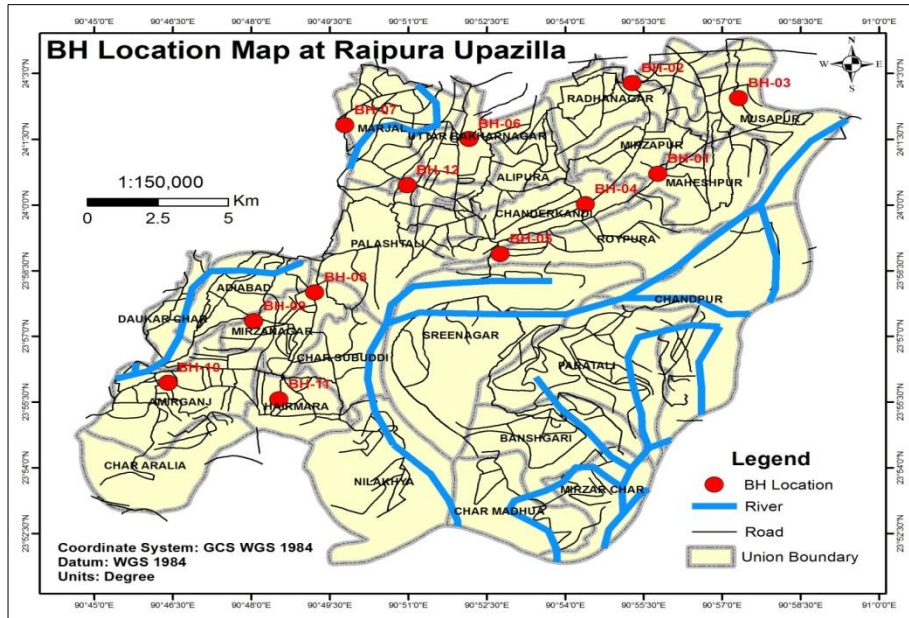 BH Location Map at Raipura Upazilla
N
W E
S
1:150,000
Km
0 2.5 5
BH-02
RADHANAGAR
BH-03
MUSAPUR
BH-07
MARJAL
BH-06
UTTAR BAKHARNAGAR
MIRZAPUR
BH-01
MAHESHPUR
BH-12
ALIPURA
BH-04
CHANDERKANDI
BH-05
ROYPURA
PALASHTALI
BH-08
ADIABAD
BH-09
DAUKAR CHAR
MIRZANAGAR
CHANDPUR
SREENAGAR
CHAR SUBUDDI
PARATALI
BH-10
AMIRGANJ
BH-11
HAIRMARA
BANSHGARI
CHAR ARALIA
NILAKHYA
MIRZAR CHAR
CHAR MADHUA
Legend
BH Location
River
Road
Union Boundary
Coordinate System: GCS WGS 1984
Datum: WGS 1984
Units: Degree
24°3'0"N
24°1'30"N
24°0'0"N
23°58'30"N
23°57'0"N
23°55'30"N
23°54'0"N
23°52'30"N
90°45'0"E 90°46'30"E 90°48'0"E 90°49'30"E 90°51'0"E 90°52'30"E 90°54'0"E 90°55'30"E 90°57'0"E 90°58'30"E 91°0'0"E